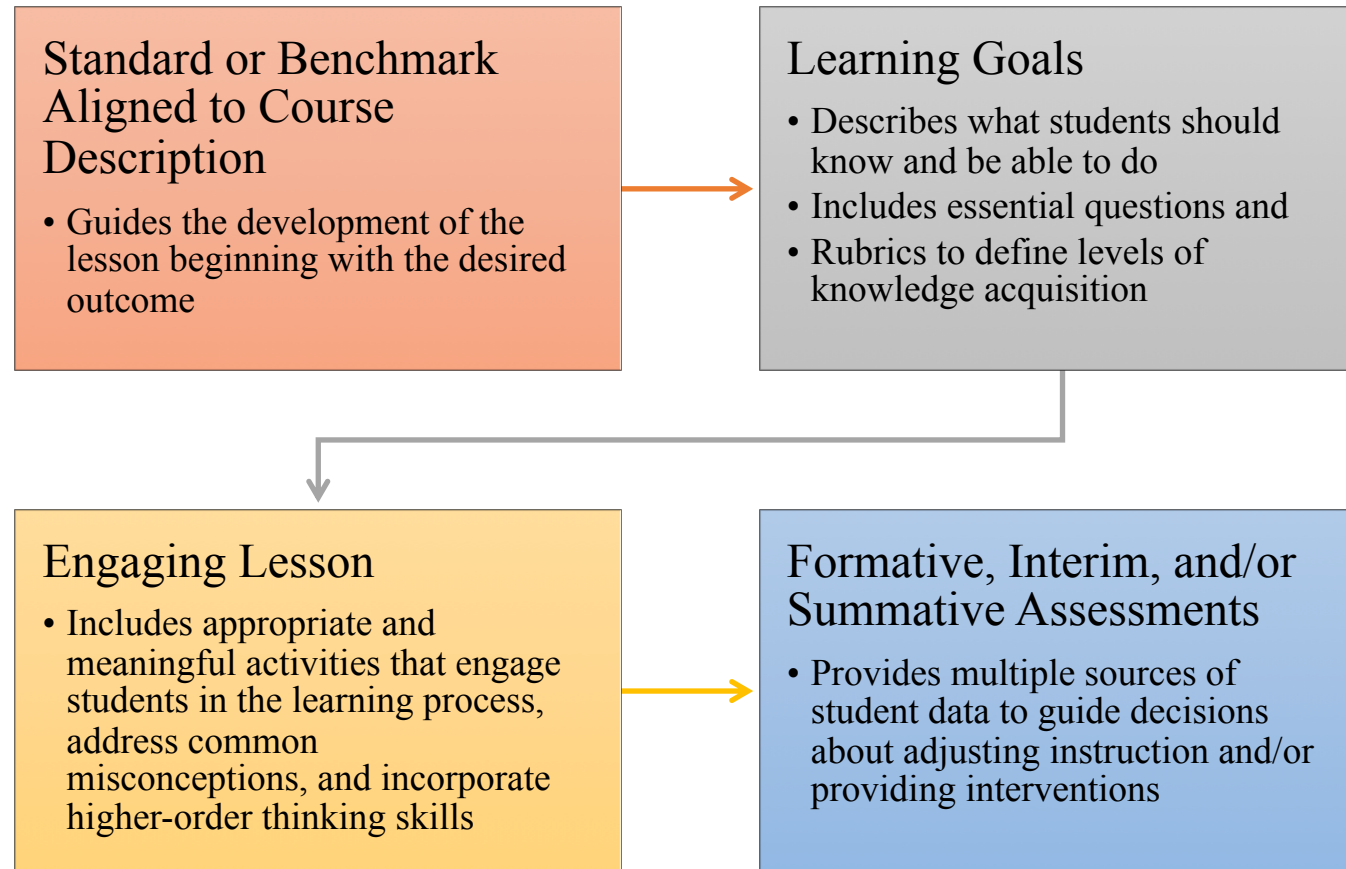 Standard or Benchmark
Aligned to Course
Description
• Guides the development of the
lesson beginning with the desired
outcome
Learning Goals
• Describes what students should
know and be able to do
• Includes essential questions and
• Rubrics to define levels of
knowledge acquisition
Engaging Lesson
• Includes appropriate and
meaningful activities that engage
students in the learning process,
address common
misconceptions, and incorporate
higher-order thinking skills
Formative, Interim, and/or
Summative Assessments
• Provides multiple sources of
student data to guide decisions
about adjusting instruction and/or
providing interventions